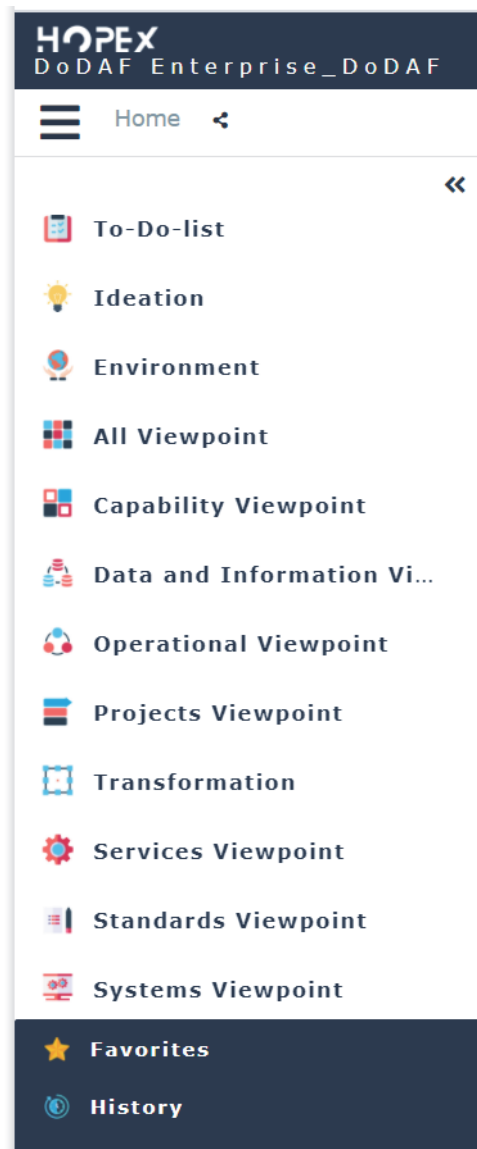 HOPEX
DoDAF Enterprise_DoDAF
Home
To-Do-list
Ideation
Environment
All Viewpoint
Capability Viewpoint
Data and Information Vi...
Operational Viewpoint
Projects Viewpoint
Transformation
Services Viewpoint
Standards Viewpoint
Systems Viewpoint
Favorites
History